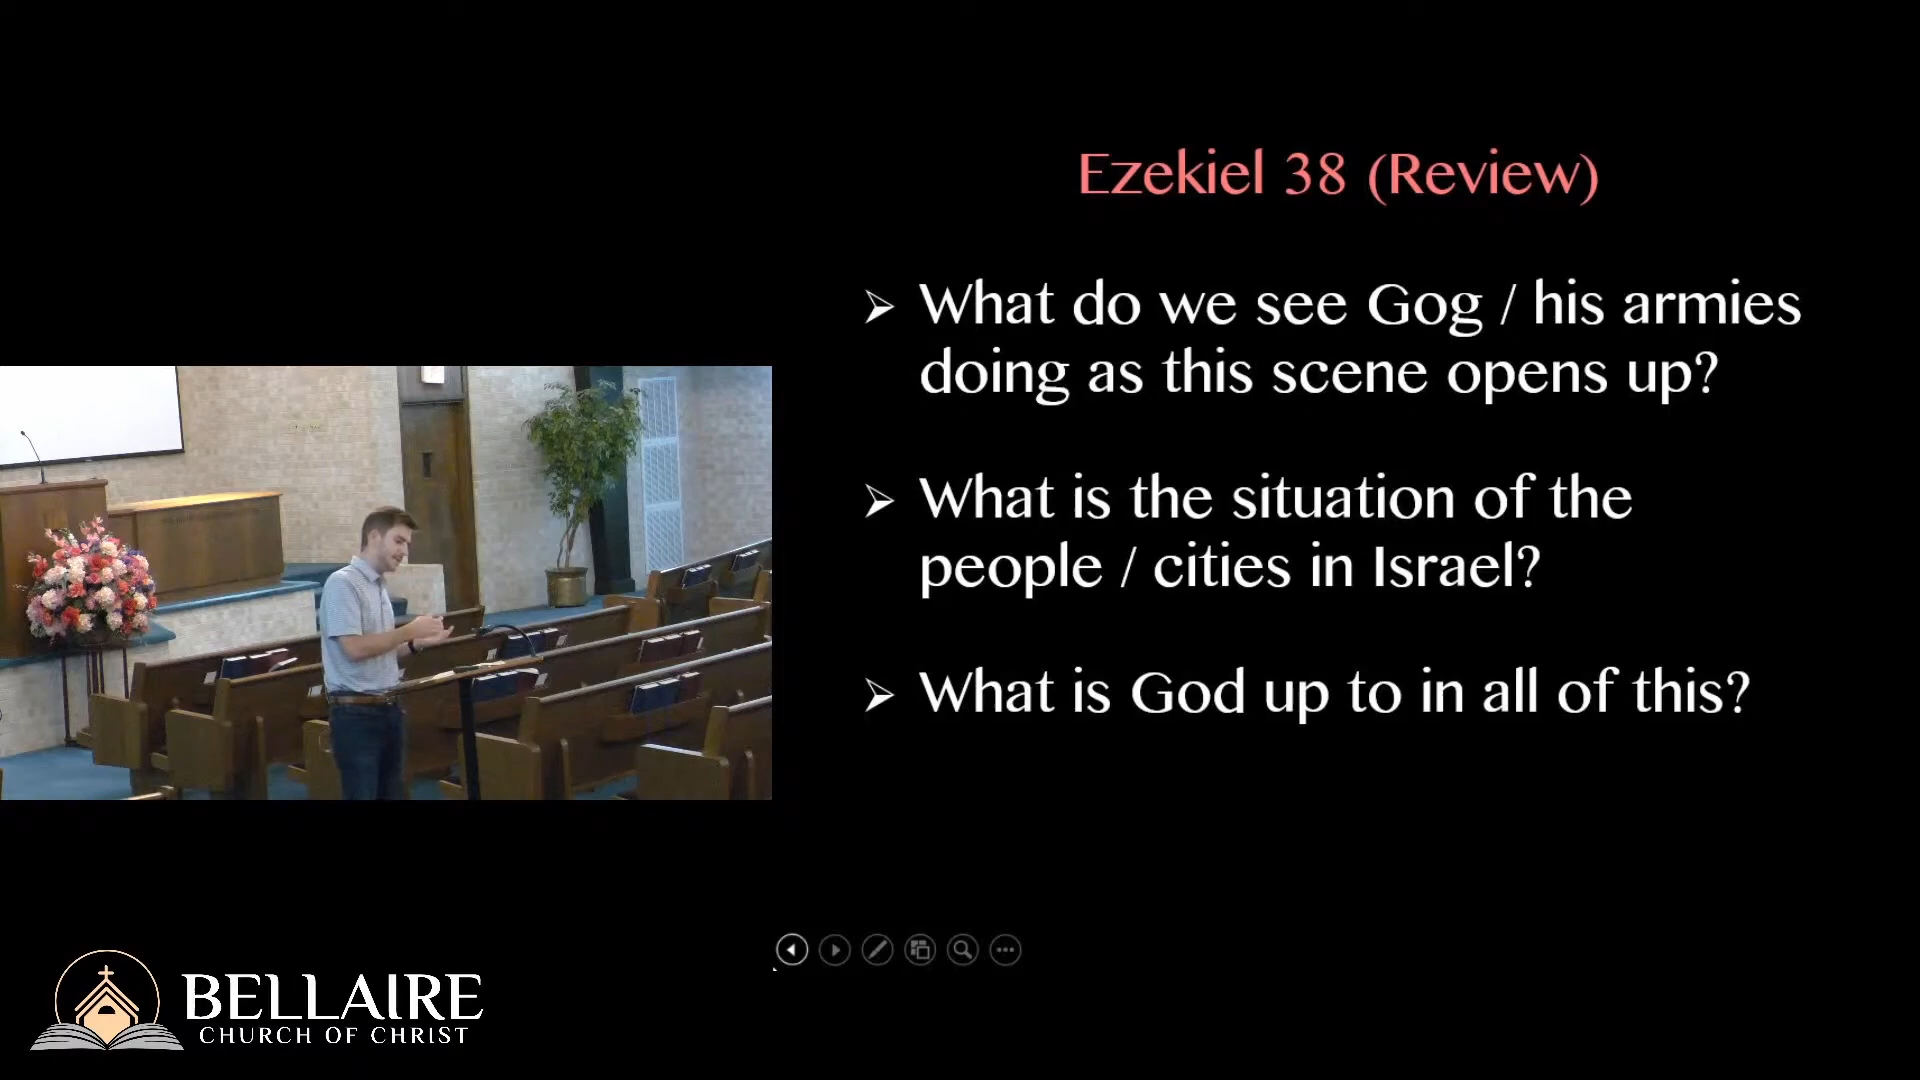 Ezekiel 38 (Review)
What do we see Gog / his armies
doing as this scene opens up?
What is the situation of the
people / cities in Israel?
What is God up to in all of this?
BELLAIRE
CHURCH OF CHRIST